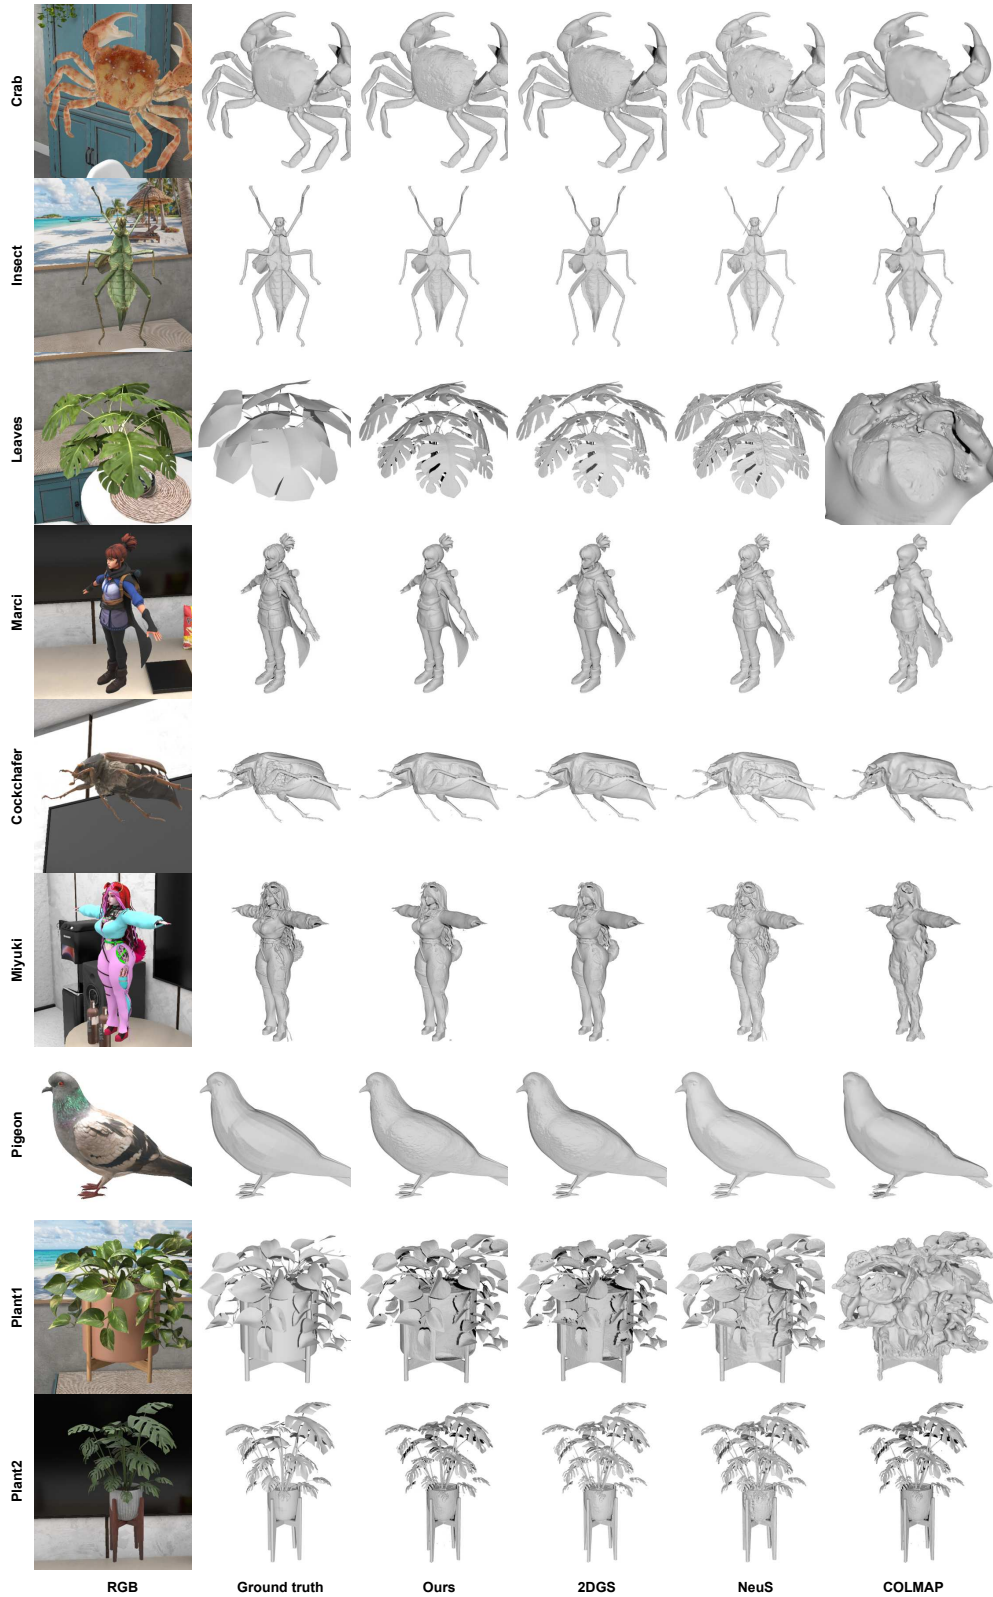 Crab
Insect
Leaves
Marci
Cockchafer
Miyuki
Pigeon
Plant1
Plant2
RGB Ground truth Ours 2DGS NeuS COLMAP